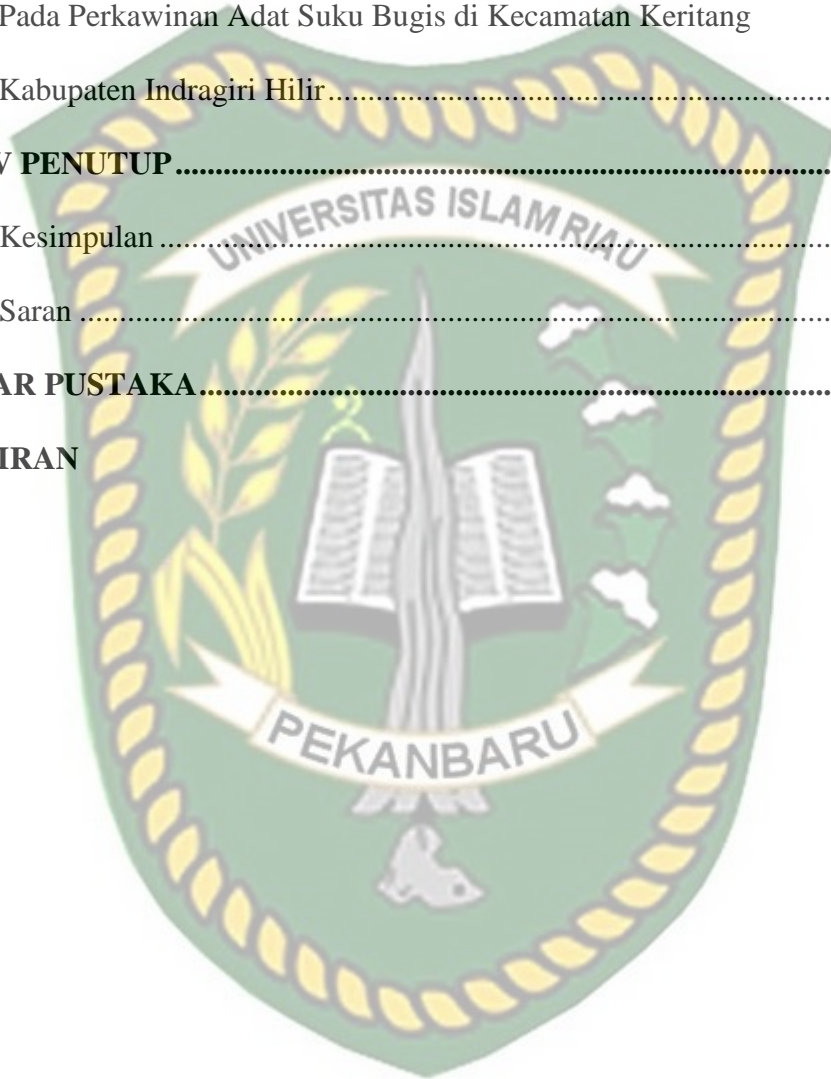 Pada Perkawinan Adat Suku Bugis di Kecamatan Keritang
Kabupaten Indragiri Hilir........................................................................
V PENUTUP........................................................................
Kesimpulan........................................................................
UNIVERSITAS ISLAM RIAU
Saran........................................................................
AR PUSTAKA........................................................................
IRAN
PEKANBARU